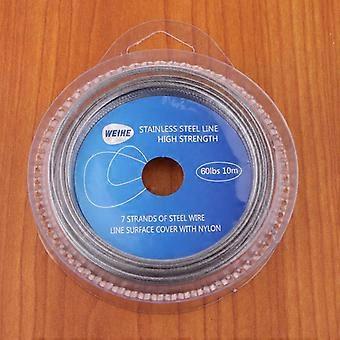 WEIHE
STAINLESS STEEL LINE
HIGH STRENGTH
60lbs 10m
7 STRANDS OF STEEL WIRE
LINE SURFACE COVER WITH NYLON